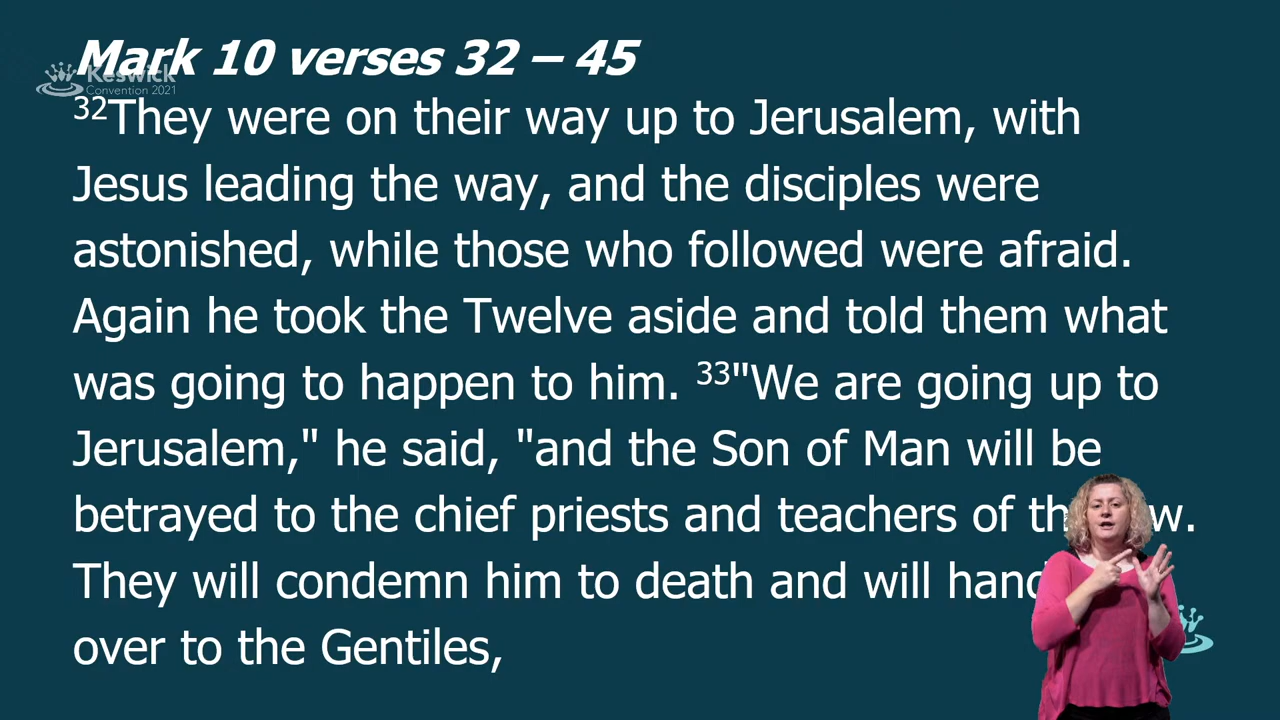 Mark 10 verses 32 – 45
Keswick
Convention 2021
32They were on their way up to Jerusalem, with
Jesus leading the way, and the disciples were
astonished, while those who followed were afraid.
Again he took the Twelve aside and told them what
was going to happen to him. 33"We are going up to
Jerusalem," he said, "and the Son of Man will be
betrayed to the chief priests and teachers of
They will condemn him to death and will hand
over to the Gentiles,